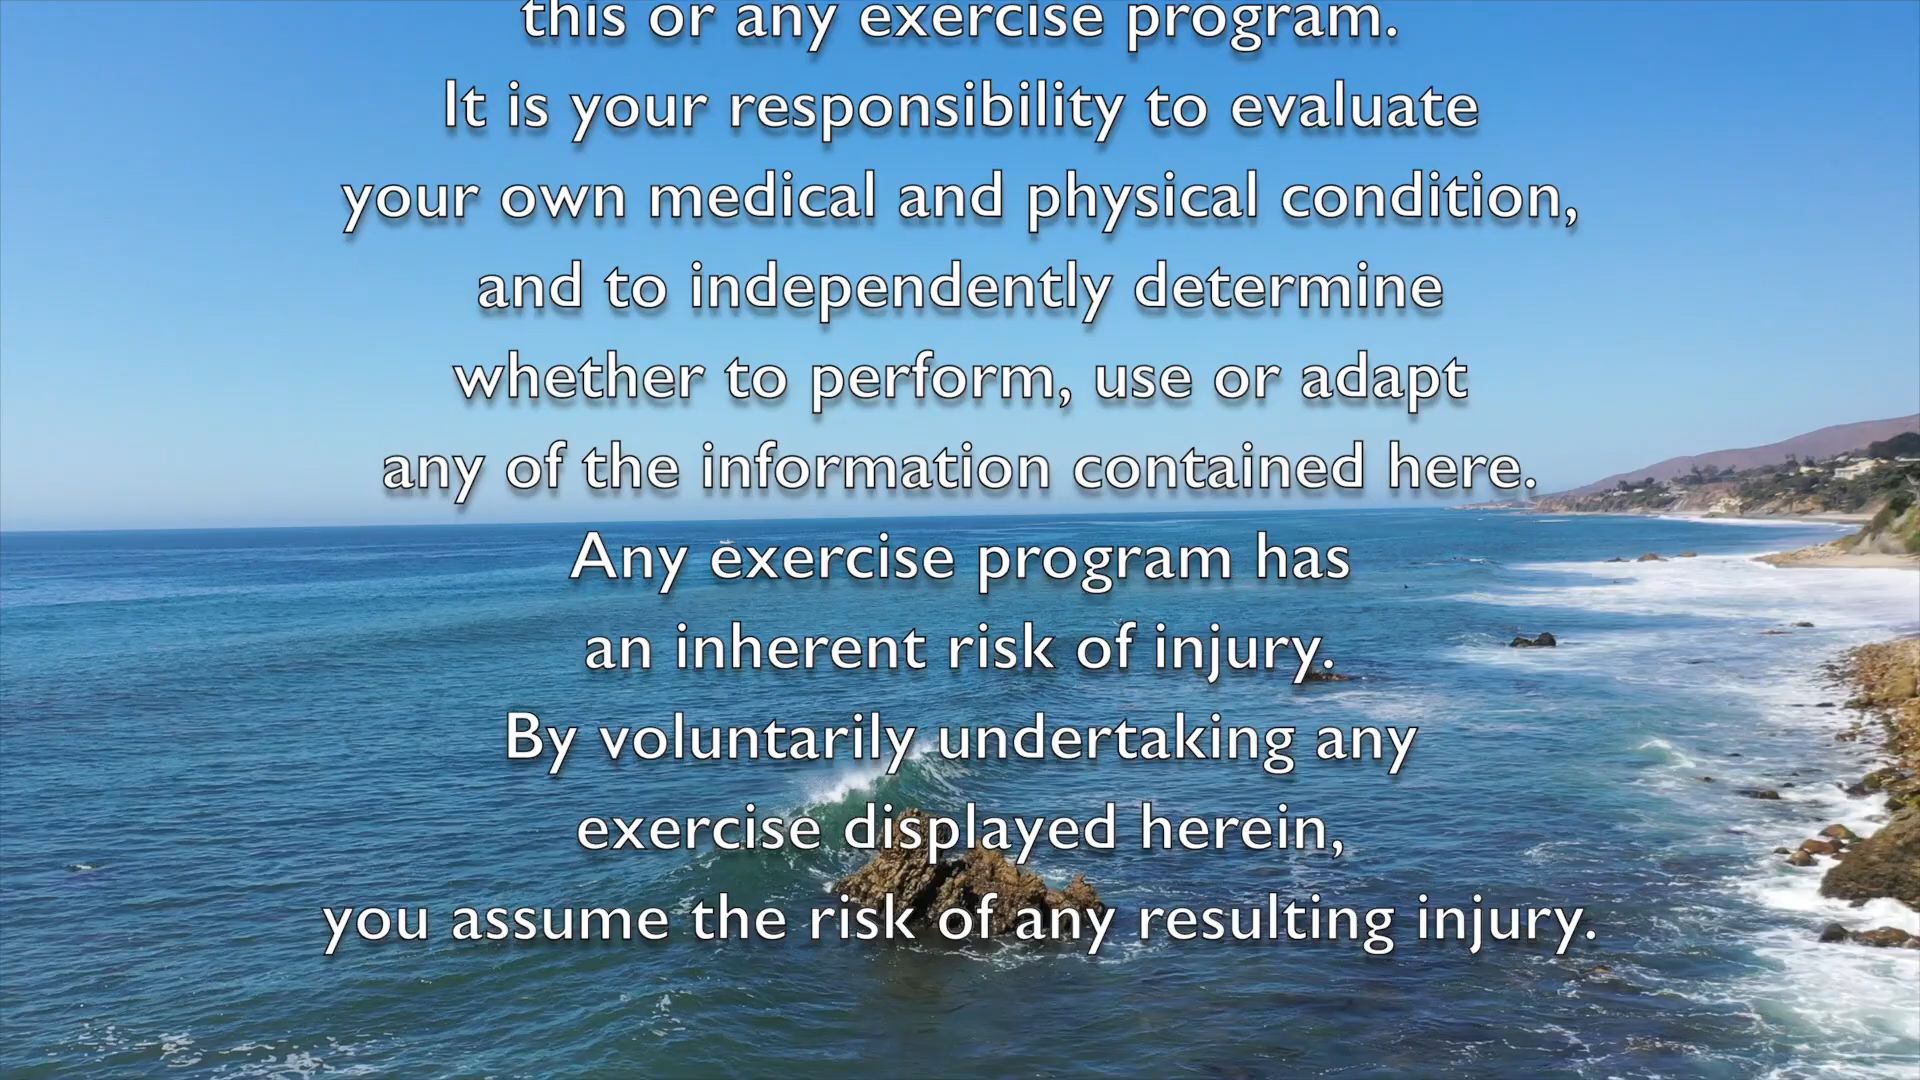 this or any exercise program.
It is your responsibility to evaluate
your own medical and physical condition,
and to independently determine
whether to perform, use or adapt
any of the information contained here.
Any exercise program has
an inherent risk of injury.
By voluntarily undertaking any
exercise displayed herein,
you assume the risk of any resulting injury.